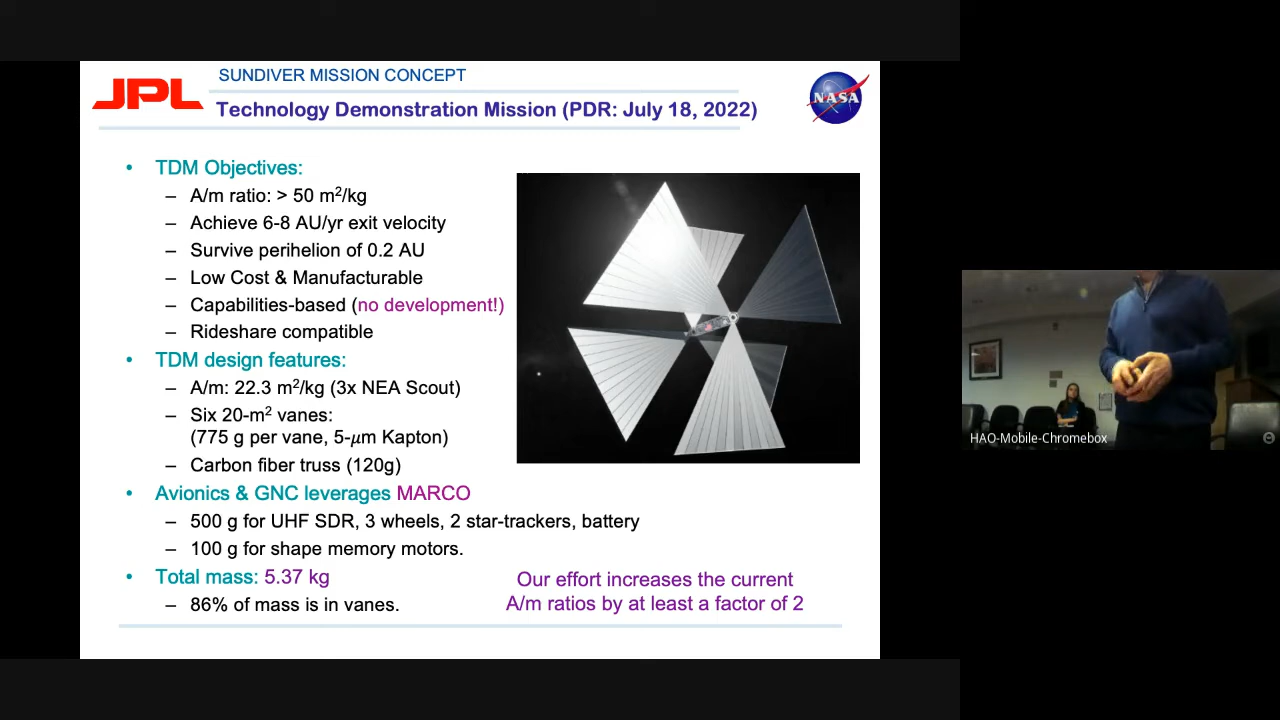 JPL
SUNDIVER MISSION CONCEPT
Technology Demonstration Mission (PDR: July 18, 2022)
NASA
• TDM Objectives:
– A/m ratio: > 50 m²/kg
– Achieve 6-8 AU/yr exit velocity
– Survive perihelion of 0.2 AU
– Low Cost & Manufacturable
– Capabilities-based (no development!)
– Rideshare compatible
• TDM design features:
– A/m: 22.3 m²/kg (3x NEA Scout)
– Six 20-m² vanes:
(775 g per vane, 5-μm Kapton)
– Carbon fiber truss (120g)
• Avionics & GNC leverages MARCO
– 500 g for UHF SDR, 3 wheels, 2 star-trackers, battery
– 100 g for shape memory motors.
• Total mass: 5.37 kg
– 86% of mass is in vanes.
Our effort increases the current
A/m ratios by at least a factor of 2
HAO-Mobile-Chromebox